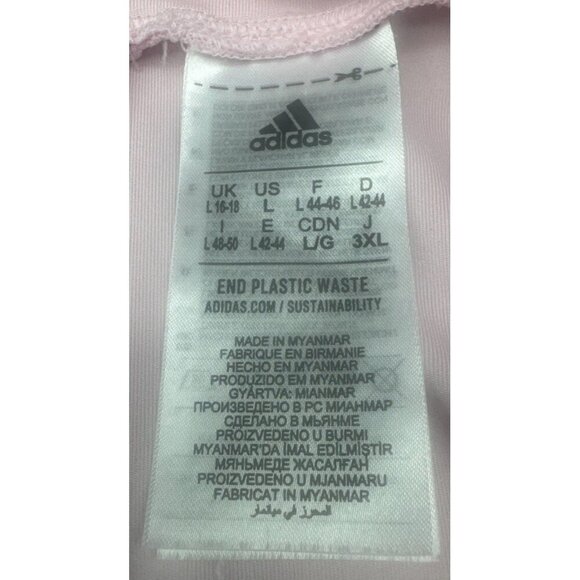 adidas
UK US F D
L 16-18 L L 44-46 L 42-44
I E CDN J
L 48-50 L 42-44 L/G 3XL
END PLASTIC WASTE
ADIDAS.COM / SUSTAINABILITY
MADE IN MYANMAR
FABRIQUE EN BIRMANIE
HECHO EN MYANMAR
PRODUZIDO EM MYANMAR
GYÁRTVA: MIANMAR
ПРОИЗВЕДЕНО В РС МИАНМАР
СДЕЛАНО В МЬЯНМЕ
PROIZVEDENO U BURMI
MYANMAR'DA İMAL EDİLMİŞTİR
МЯНЬМЕДЕ ЖАСАЛҒАН
PROIZVEDENO U MJANMARU
FABRICAT IN MYANMAR
المحرز في ميانمار